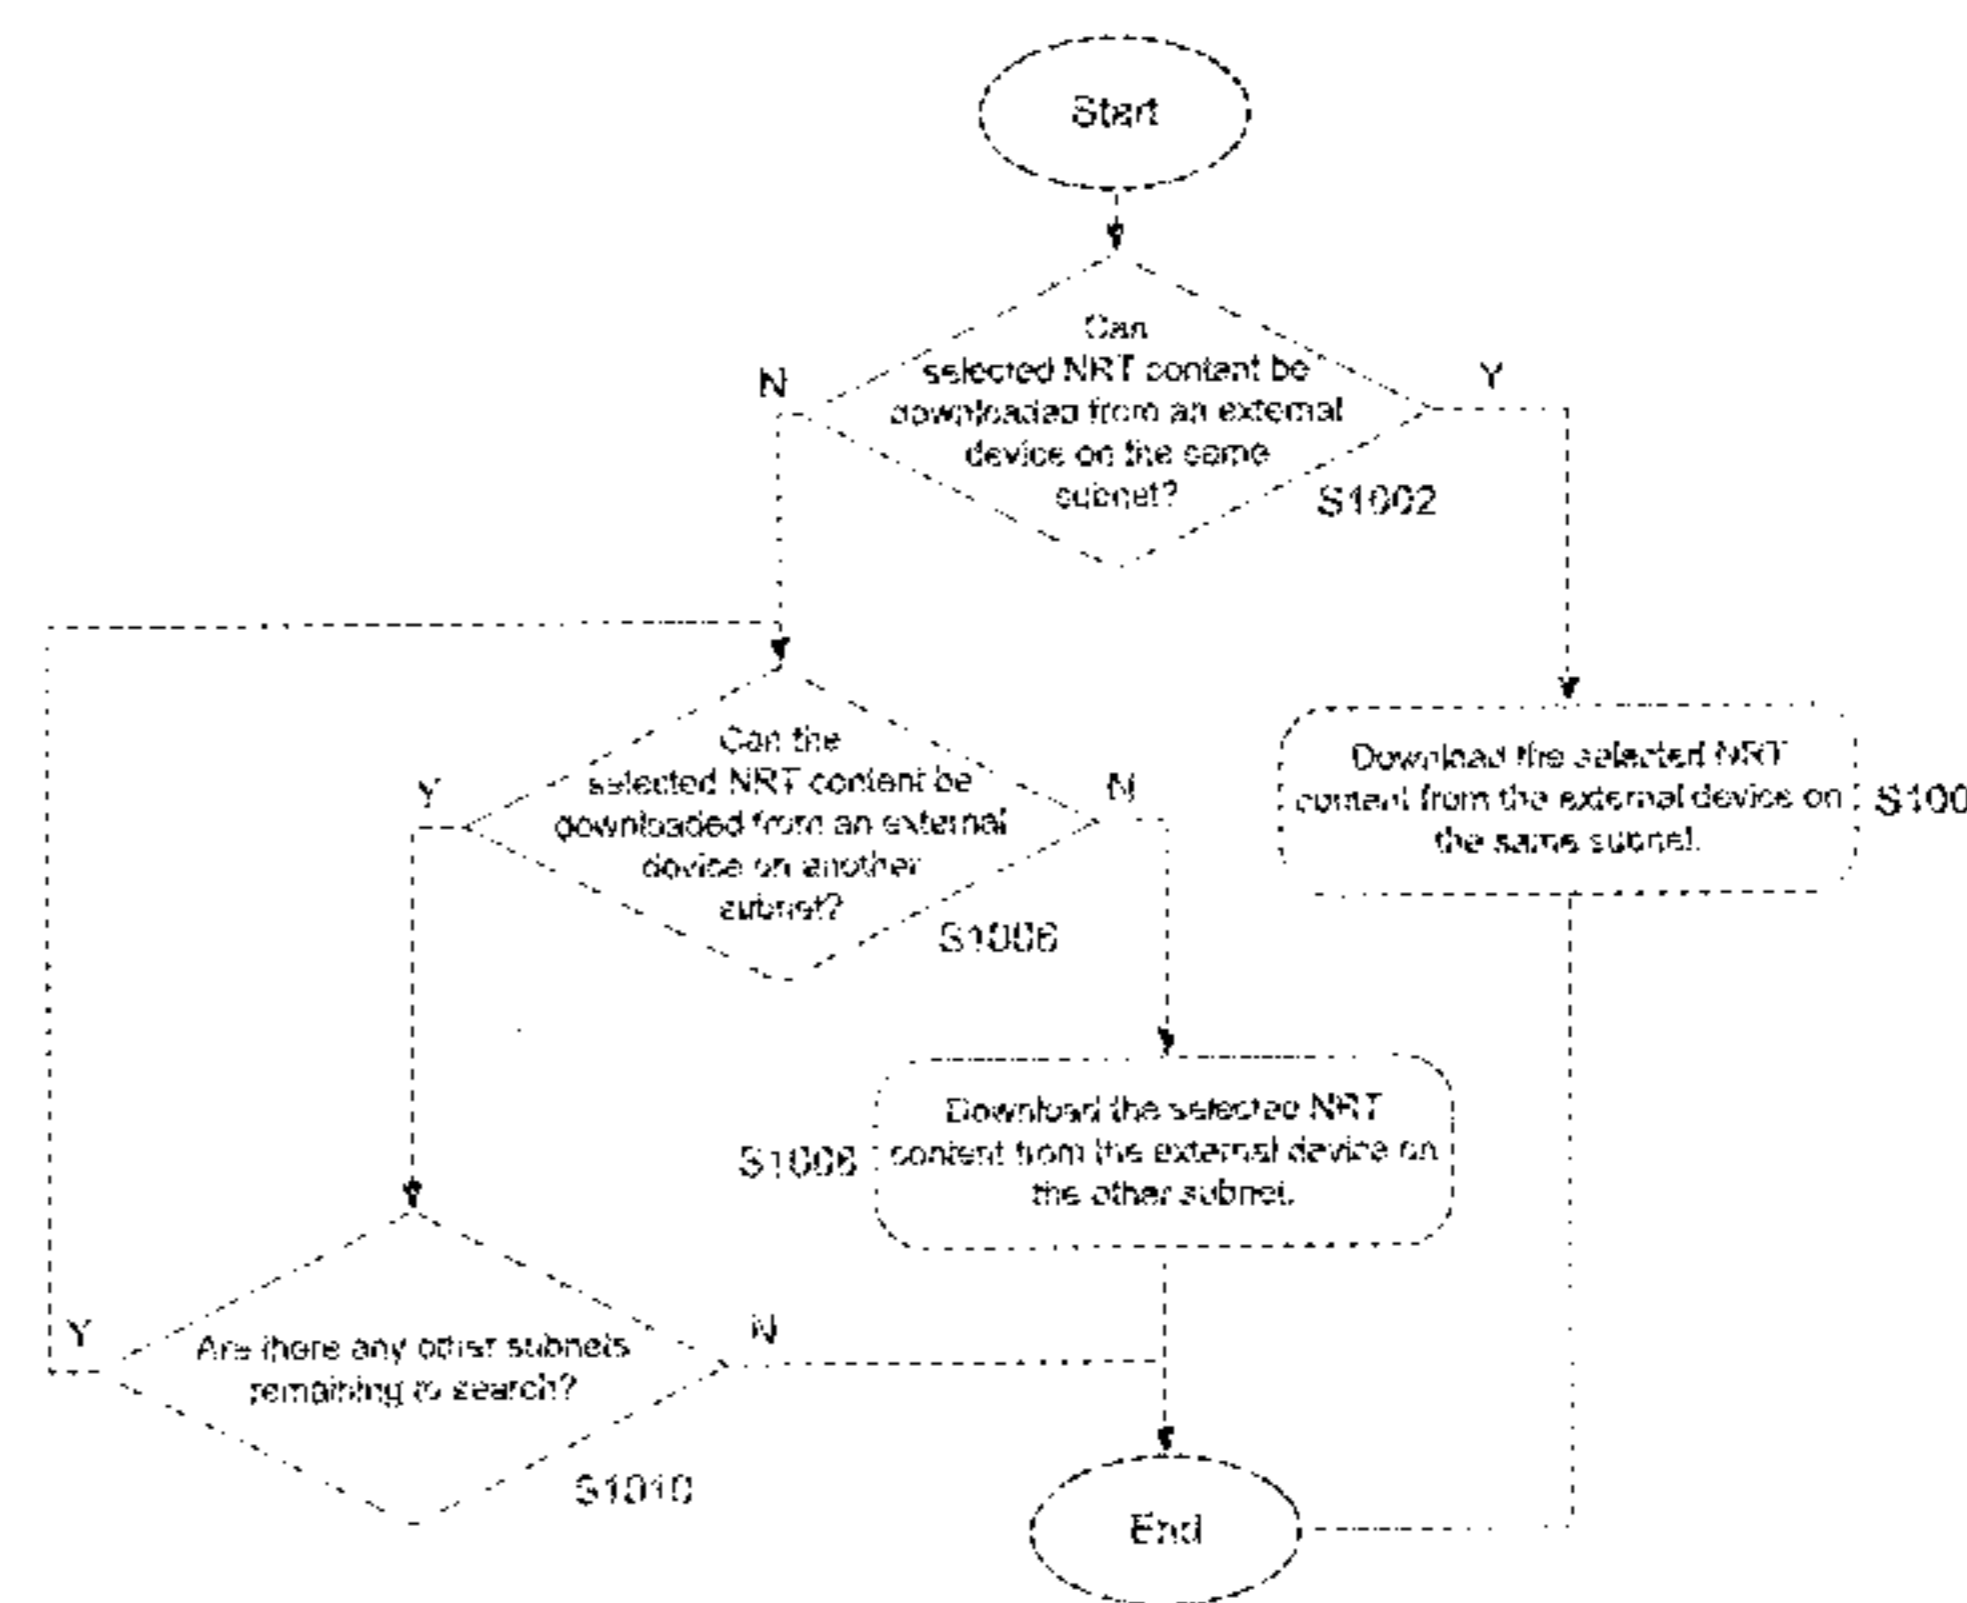 Start
Can
selected NRT content be
downloaded from an external
device on the same
subnet?
N
Y
S1002
Can the
selected NRT content be
downloaded from an external
device on another
subnet?
Y
N
S1006
Download the selected NRT
content from the external device on
the same subnet.
S100
Download the selected NRT
content from the external device on
the other subnet.
S1008
Are there any other subnets
remaining to search?
Y
N
S1010
End